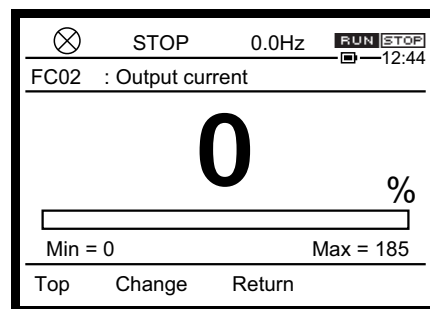 STOP 0.0Hz RUN STOP
12:44
FC02 : Output current
0
%
Min = 0 Max = 185
Top Change Return